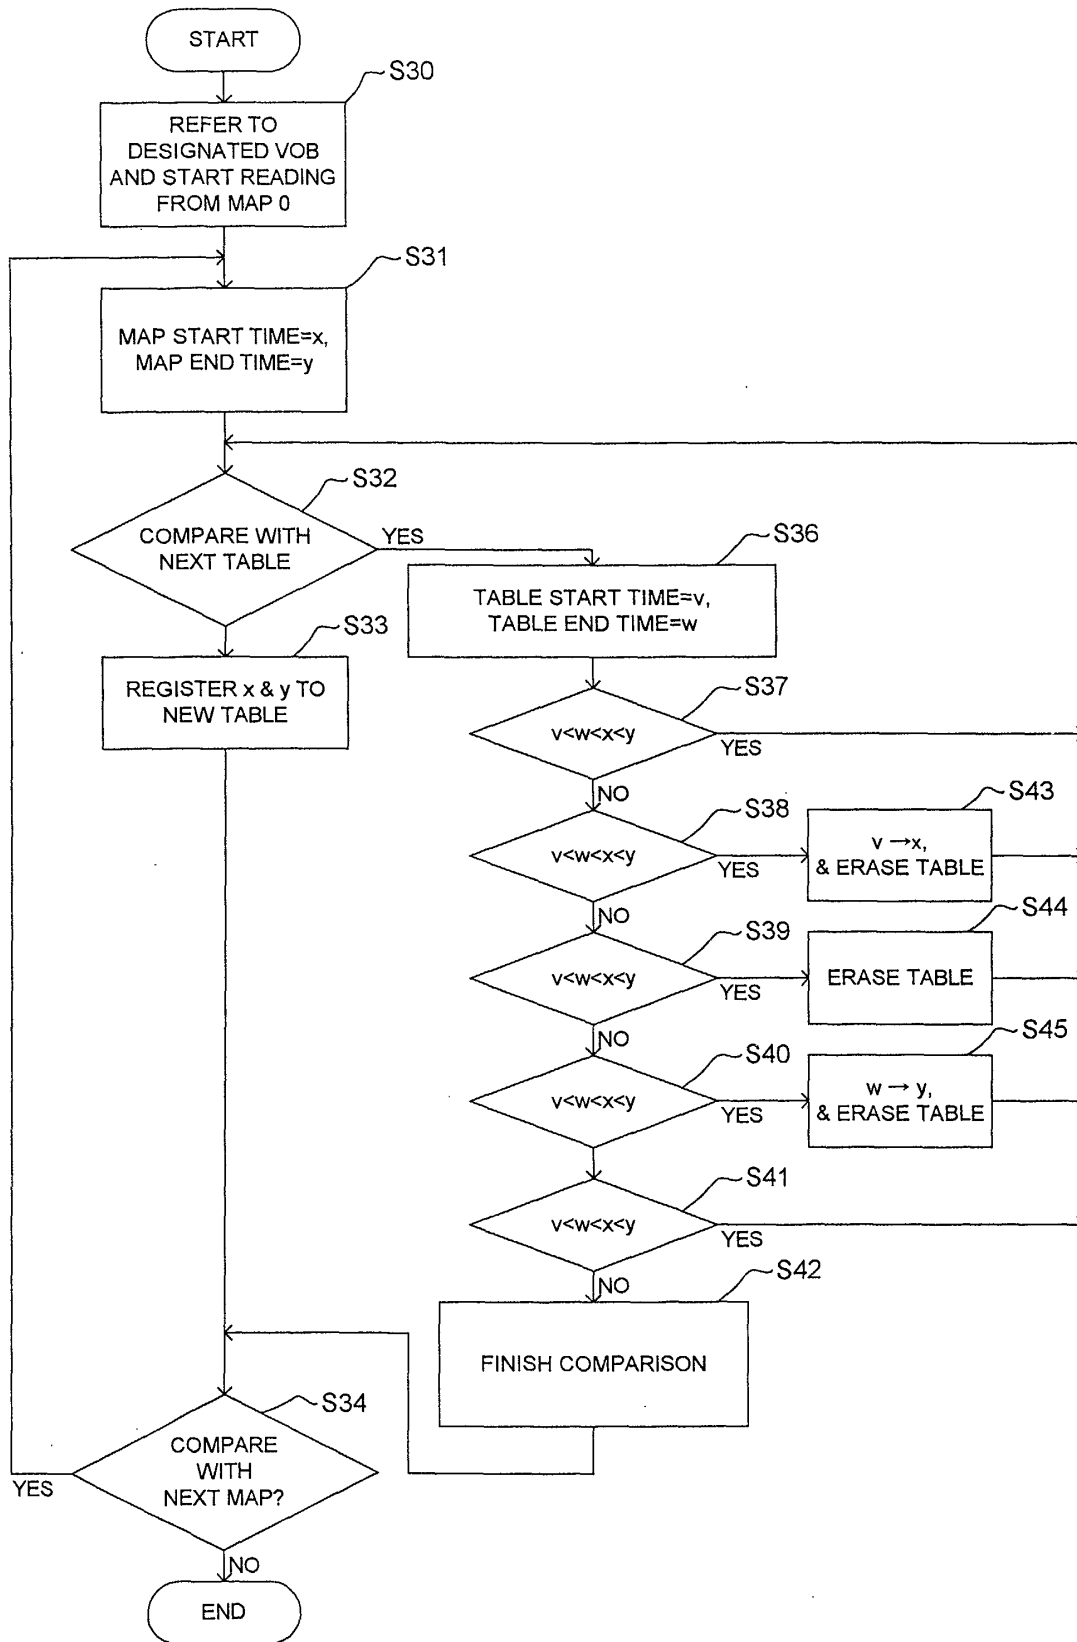 START
S30
REFER TO
DESIGNATED VOB
AND START READING
FROM MAP 0
S31
MAP START TIME=x,
MAP END TIME=y
S32
COMPARE WITH
NEXT TABLE
YES
S36
TABLE START TIME=v,
TABLE END TIME=w
S33
REGISTER x & y TO
NEW TABLE
S37
v<w<x<y
YES
NO
S38
v<w<x<y
YES
S43
v →x,
& ERASE TABLE
NO
S39
v<w<x<y
YES
S44
ERASE TABLE
NO
S40
v<w<x<y
YES
S45
w → y,
& ERASE TABLE
S41
v<w<x<y
YES
NO
S42
FINISH COMPARISON
S34
COMPARE
WITH
NEXT MAP?
YES
NO
END